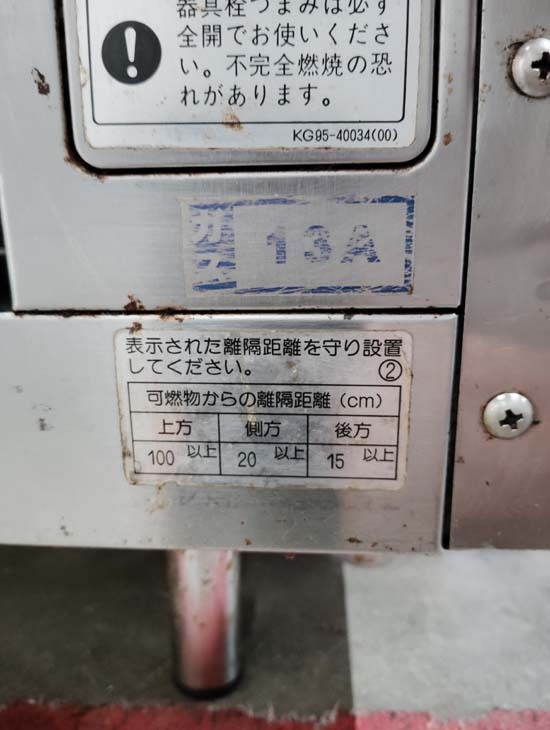 器具栓つまみは必ず
全開でお使いくださ
い。不完全燃焼の恐
れがあります。
KG95-40034(00)
ガス 13A
表示された離隔距離を守り設置
してください。 ②
可燃物からの離隔距離(cm)
上方 側方 後方
100 以上 20 以上 15 以上